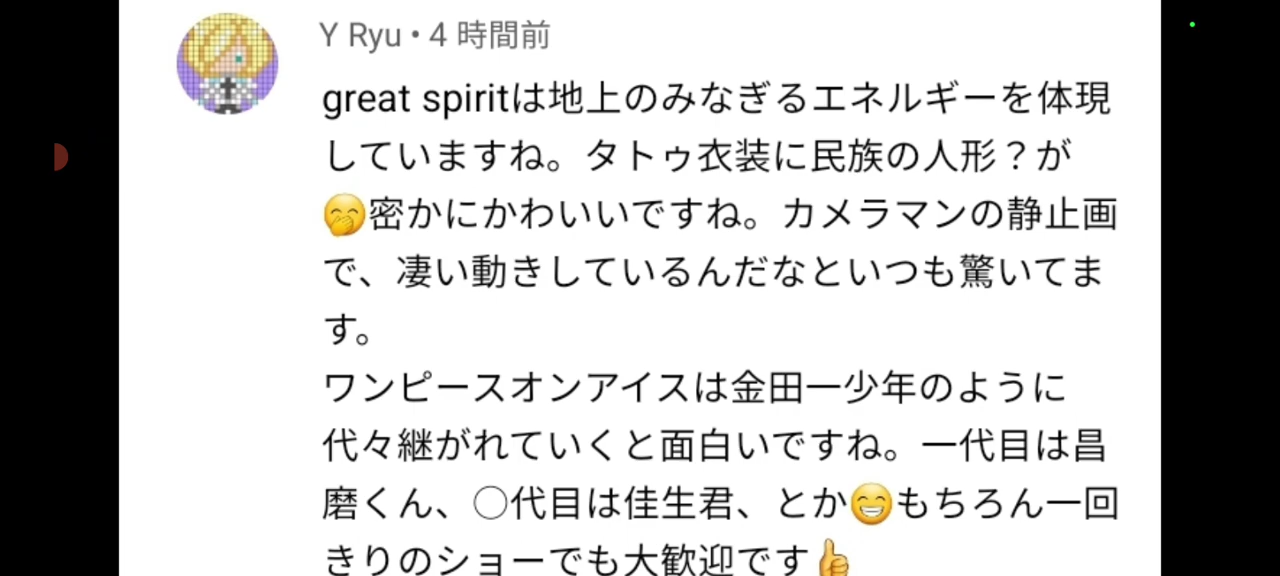 Y Ryu • 4 時間前
great spiritは地上のみなぎるエネルギーを体現
していますね。タトゥ衣装に民族の人形？が
🤭密かにかわいいですね。カメラマンの静止画
で、凄い動きしているんだなといつも驚いてま
す。
ワンピースオンアイスは金田一少年のように
代々継がれていくと面白いですね。一代目は昌
磨くん、○代目は佳生君、とか😁もちろん一回
きりのショーでも大歓迎です👍